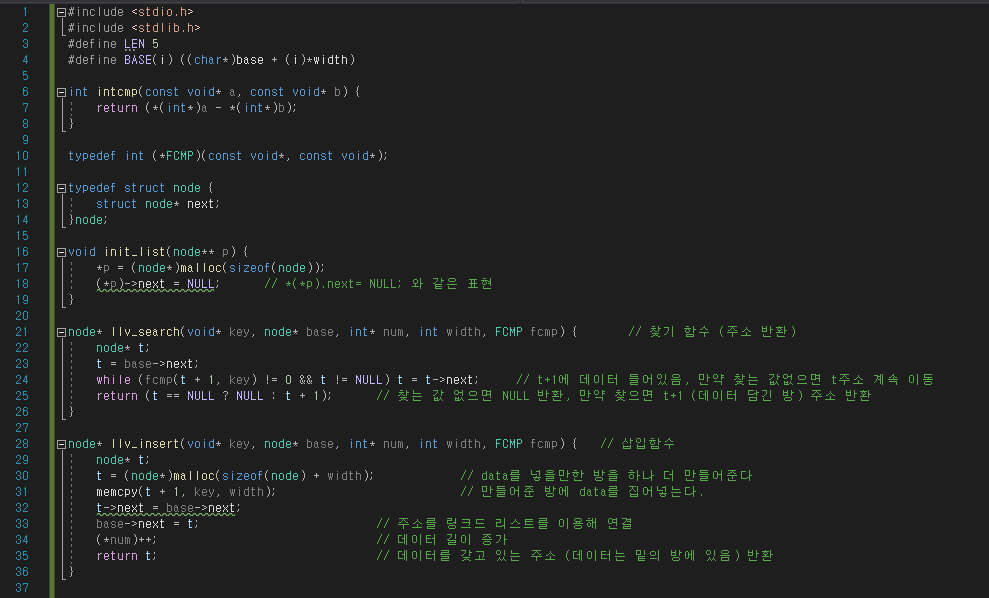 1 #include <stdio.h>
2 #include <stdlib.h>
3 #define LEN 5
4 #define BASE(i) ((char*)base + (i)*width)
5
6 int intcmp(const void* a, const void* b) {
7 return (*(int*)a - *(int*)b);
8 }
9
10 typedef int (*FCMP)(const void*, const void*);
11
12 typedef struct node {
13 struct node* next;
14 }node;
15
16 void init_list(node** p) {
17 *p = (node*)malloc(sizeof(node));
18 (*p)->next = NULL; // *(*p).next= NULL; 와 같은 표현
19 }
20
21 node* llv_search(void* key, node* base, int* num, int width, FCMP fcmp) { // 찾기 함수 (주소 반환)
22 node* t;
23 t = base->next;
24 while (fcmp(t + 1, key) != 0 && t != NULL) t = t->next; // t+1에 데이터 들어있음, 만약 찾는 값없으면 t주소 계속 이동
25 return (t == NULL ? NULL : t + 1); // 찾는 값 없으면 NULL 반환, 만약 찾으면 t+1 (데이터 담긴 방) 주소 반환
26 }
27
28 node* llv_insert(void* key, node* base, int* num, int width, FCMP fcmp) { // 삽입함수
29 node* t;
30 t = (node*)malloc(sizeof(node) + width); // data를 넣을만한 방을 하나 더 만들어준다
31 memcpy(t + 1, key, width); // 만들어준 방에 data를 집어넣는다.
32 t->next = base->next;
33 base->next = t; // 주소를 링크드 리스트를 이용해 연결
34 (*num)++; // 데이터 길이 증가
35 return t; // 데이터를 갖고 있는 주소 (데이터는 밑의 방에 있음) 반환
36 }
37